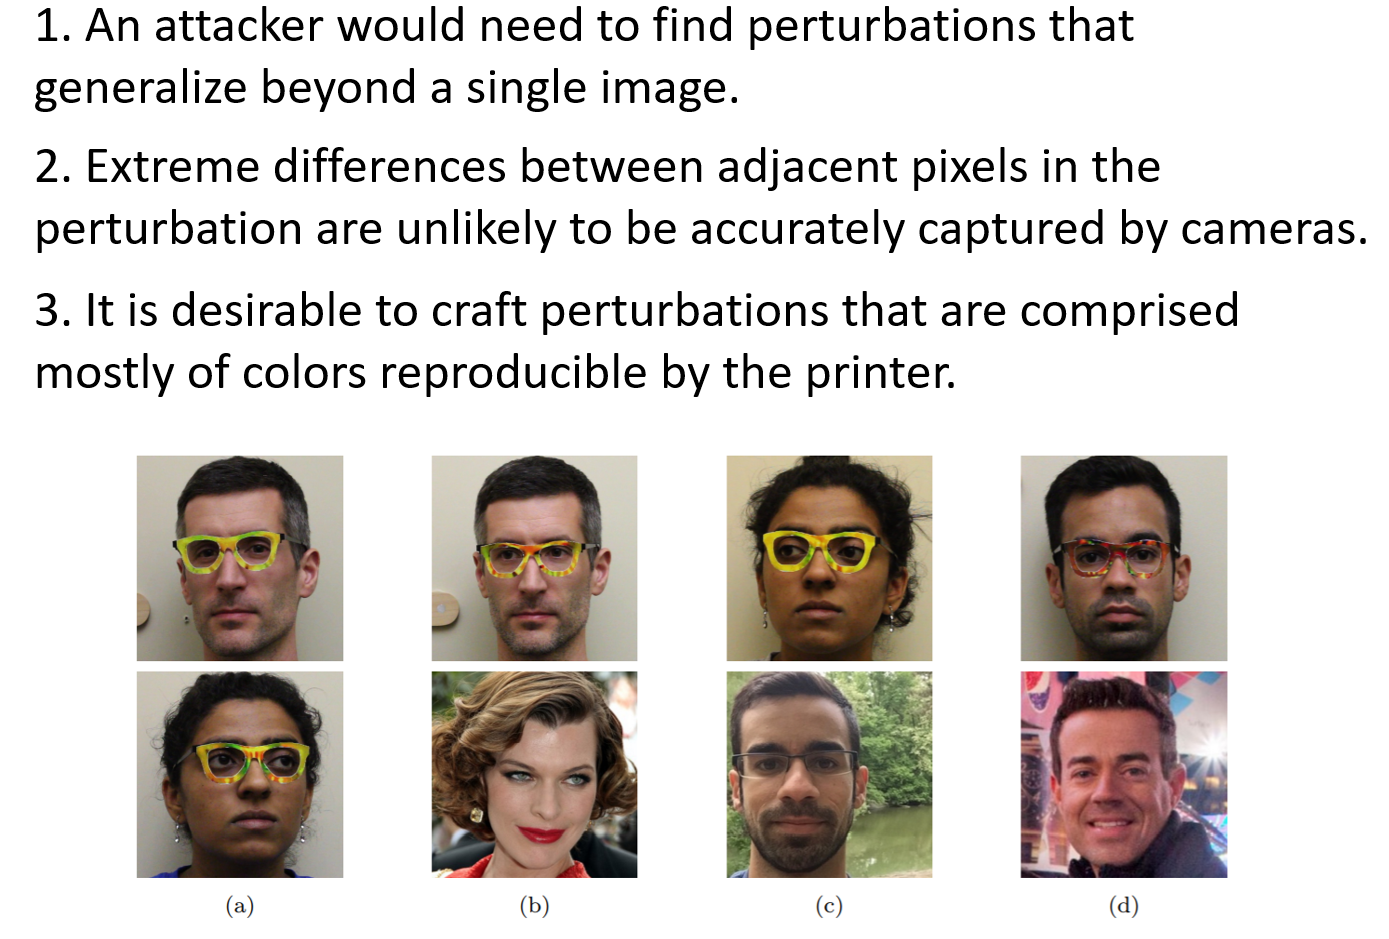 1. An attacker would need to find perturbations that
generalize beyond a single image.
2. Extreme differences between adjacent pixels in the
perturbation are unlikely to be accurately captured by cameras.
3. It is desirable to craft perturbations that are comprised
mostly of colors reproducible by the printer.
(a) (b) (c) (d)